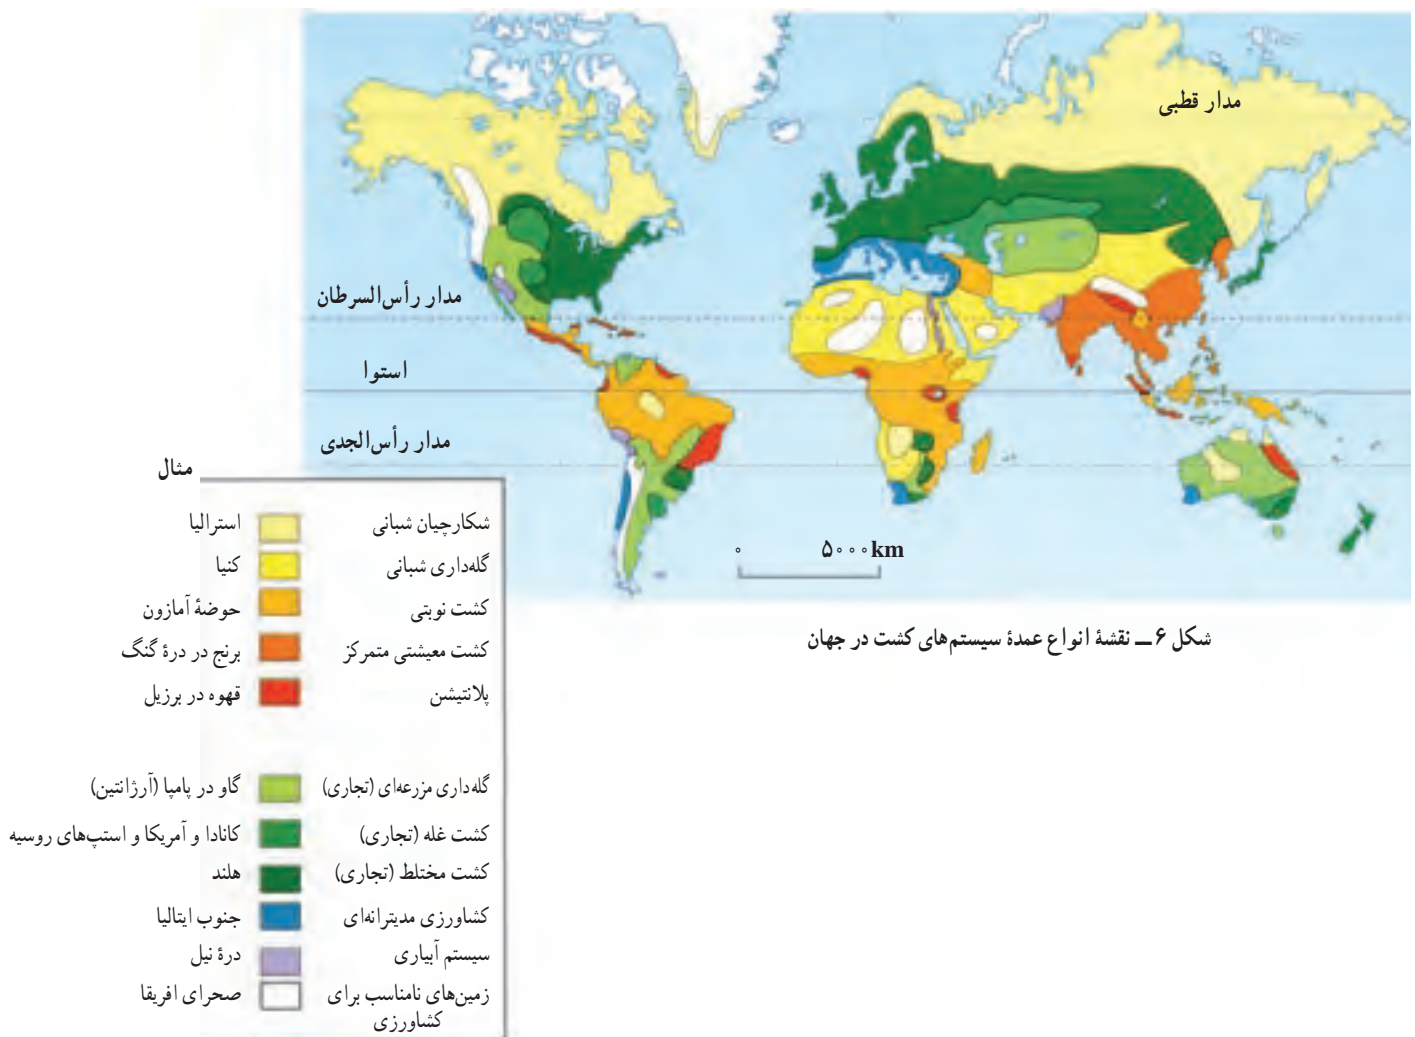 مدار قطبی
مدار رأس‌السرطان
استوا
مدار رأس‌الجدی
۰ ۵۰۰۰km
شکل ۶ــ نقشهٔ انواع عمدهٔ سیستم‌های کشت در جهان
مثال
شکارچیان شبانی استرالیا
گله‌داری شبانی کنیا
کشت نوبتی حوضهٔ آمازون
کشت معیشتی متمرکز برنج در درهٔ گنگ
پلانتیشن قهوه در برزیل
گله‌داری مزرعه‌ای (تجاری) گاو در پامپا (آرژانتین)
کشت غله (تجاری) کانادا و آمریکا و استپ‌های روسیه
کشت مختلط (تجاری) هلند
کشاورزی مدیترانه‌ای جنوب ایتالیا
سیستم آبیاری درهٔ نیل
زمین‌های نامناسب برای صحرای افریقا
کشاورزی